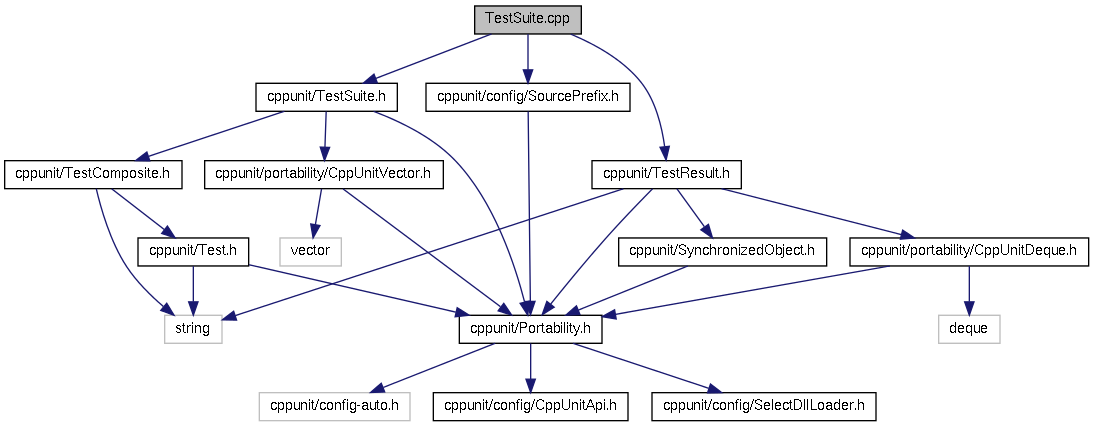 TestSuite.cpp
cppunit/TestSuite.h
cppunit/config/SourcePrefix.h
cppunit/TestComposite.h
cppunit/portability/CppUnitVector.h
cppunit/TestResult.h
cppunit/Test.h
vector
cppunit/SynchronizedObject.h
cppunit/portability/CppUnitDeque.h
string
cppunit/Portability.h
deque
cppunit/config-auto.h
cppunit/config/CppUnitApi.h
cppunit/config/SelectDllLoader.h